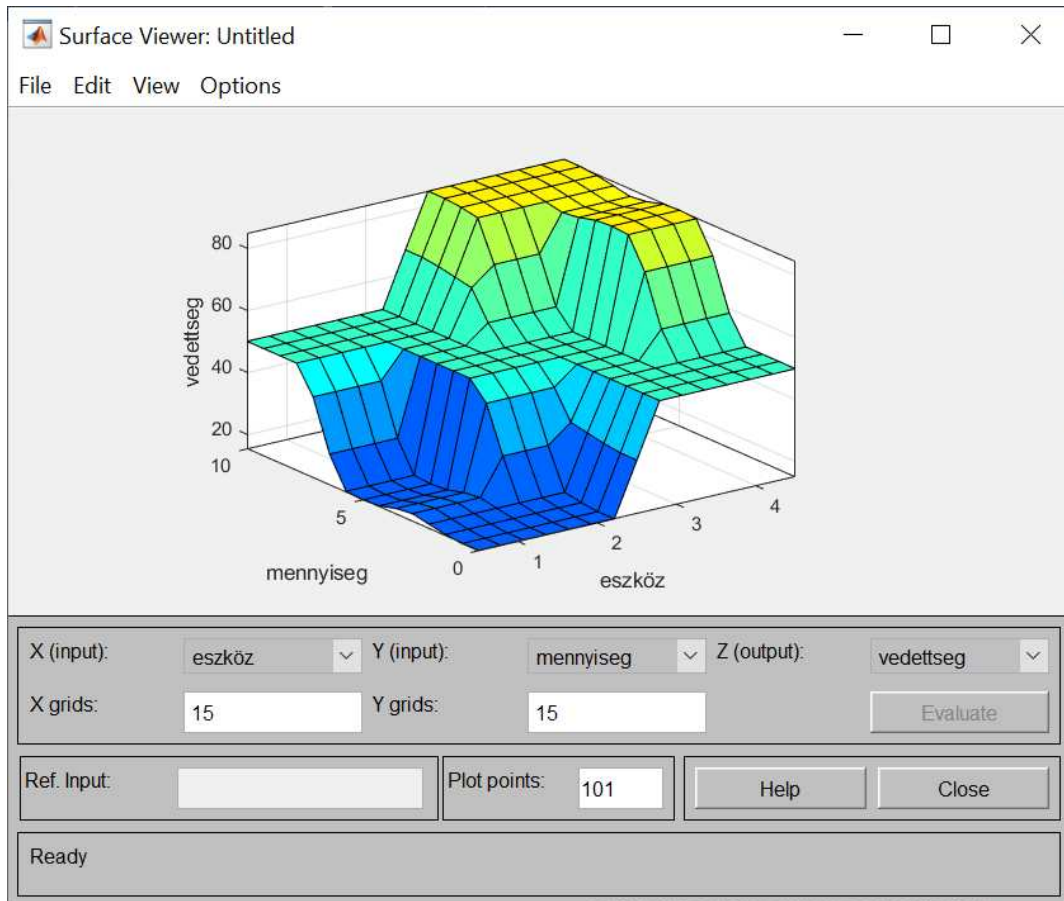 Surface Viewer: Untitled
File Edit View Options
80
60
40
20
vedettseg
10
5
0
mennyiseg
1
2
3
4
eszköz
X (input): eszköz Y (input): mennyiseg Z (output): vedettseg
X grids: 15 Y grids: 15 Evaluate
Ref. Input: Plot points: 101 Help Close
Ready